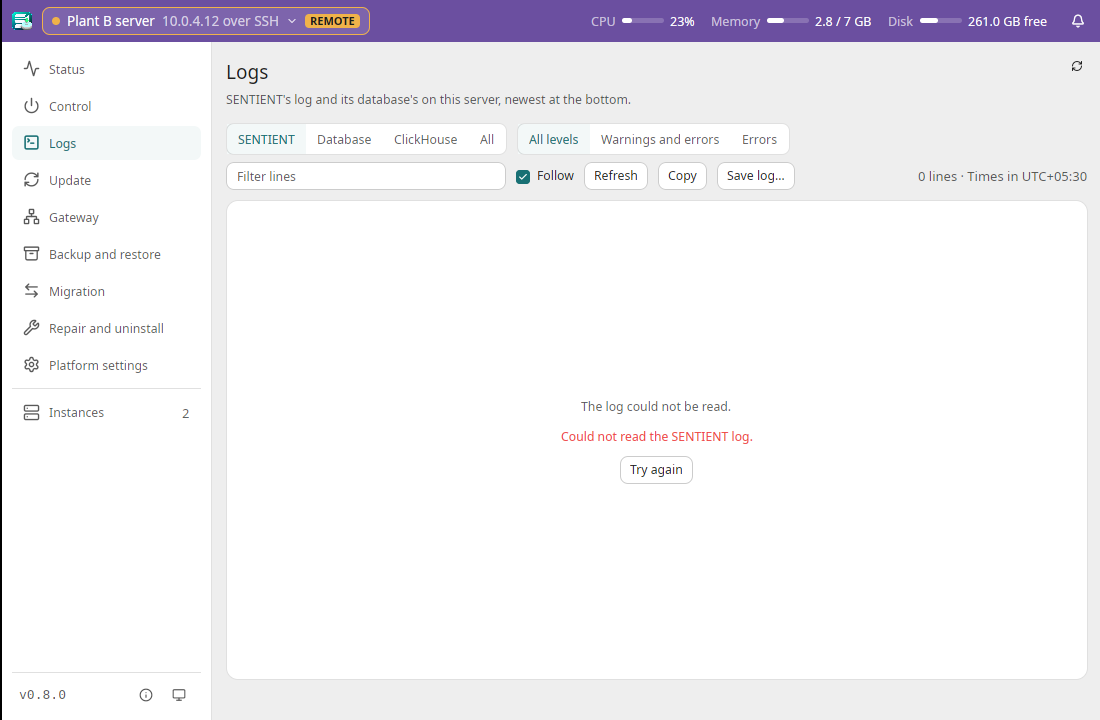 Plant B server 10.0.4.12 over SSH REMOTE CPU 23% Memory 2.8 / 7 GB Disk 261.0 GB free
Status
Control
Logs
Update
Gateway
Backup and restore
Migration
Repair and uninstall
Platform settings
Instances 2
v0.8.0
Logs
SENTIENT's log and its database's on this server, newest at the bottom.
SENTIENT Database ClickHouse All All levels Warnings and errors Errors
Filter lines Follow Refresh Copy Save log... 0 lines · Times in UTC+05:30
The log could not be read.
Could not read the SENTIENT log.
Try again